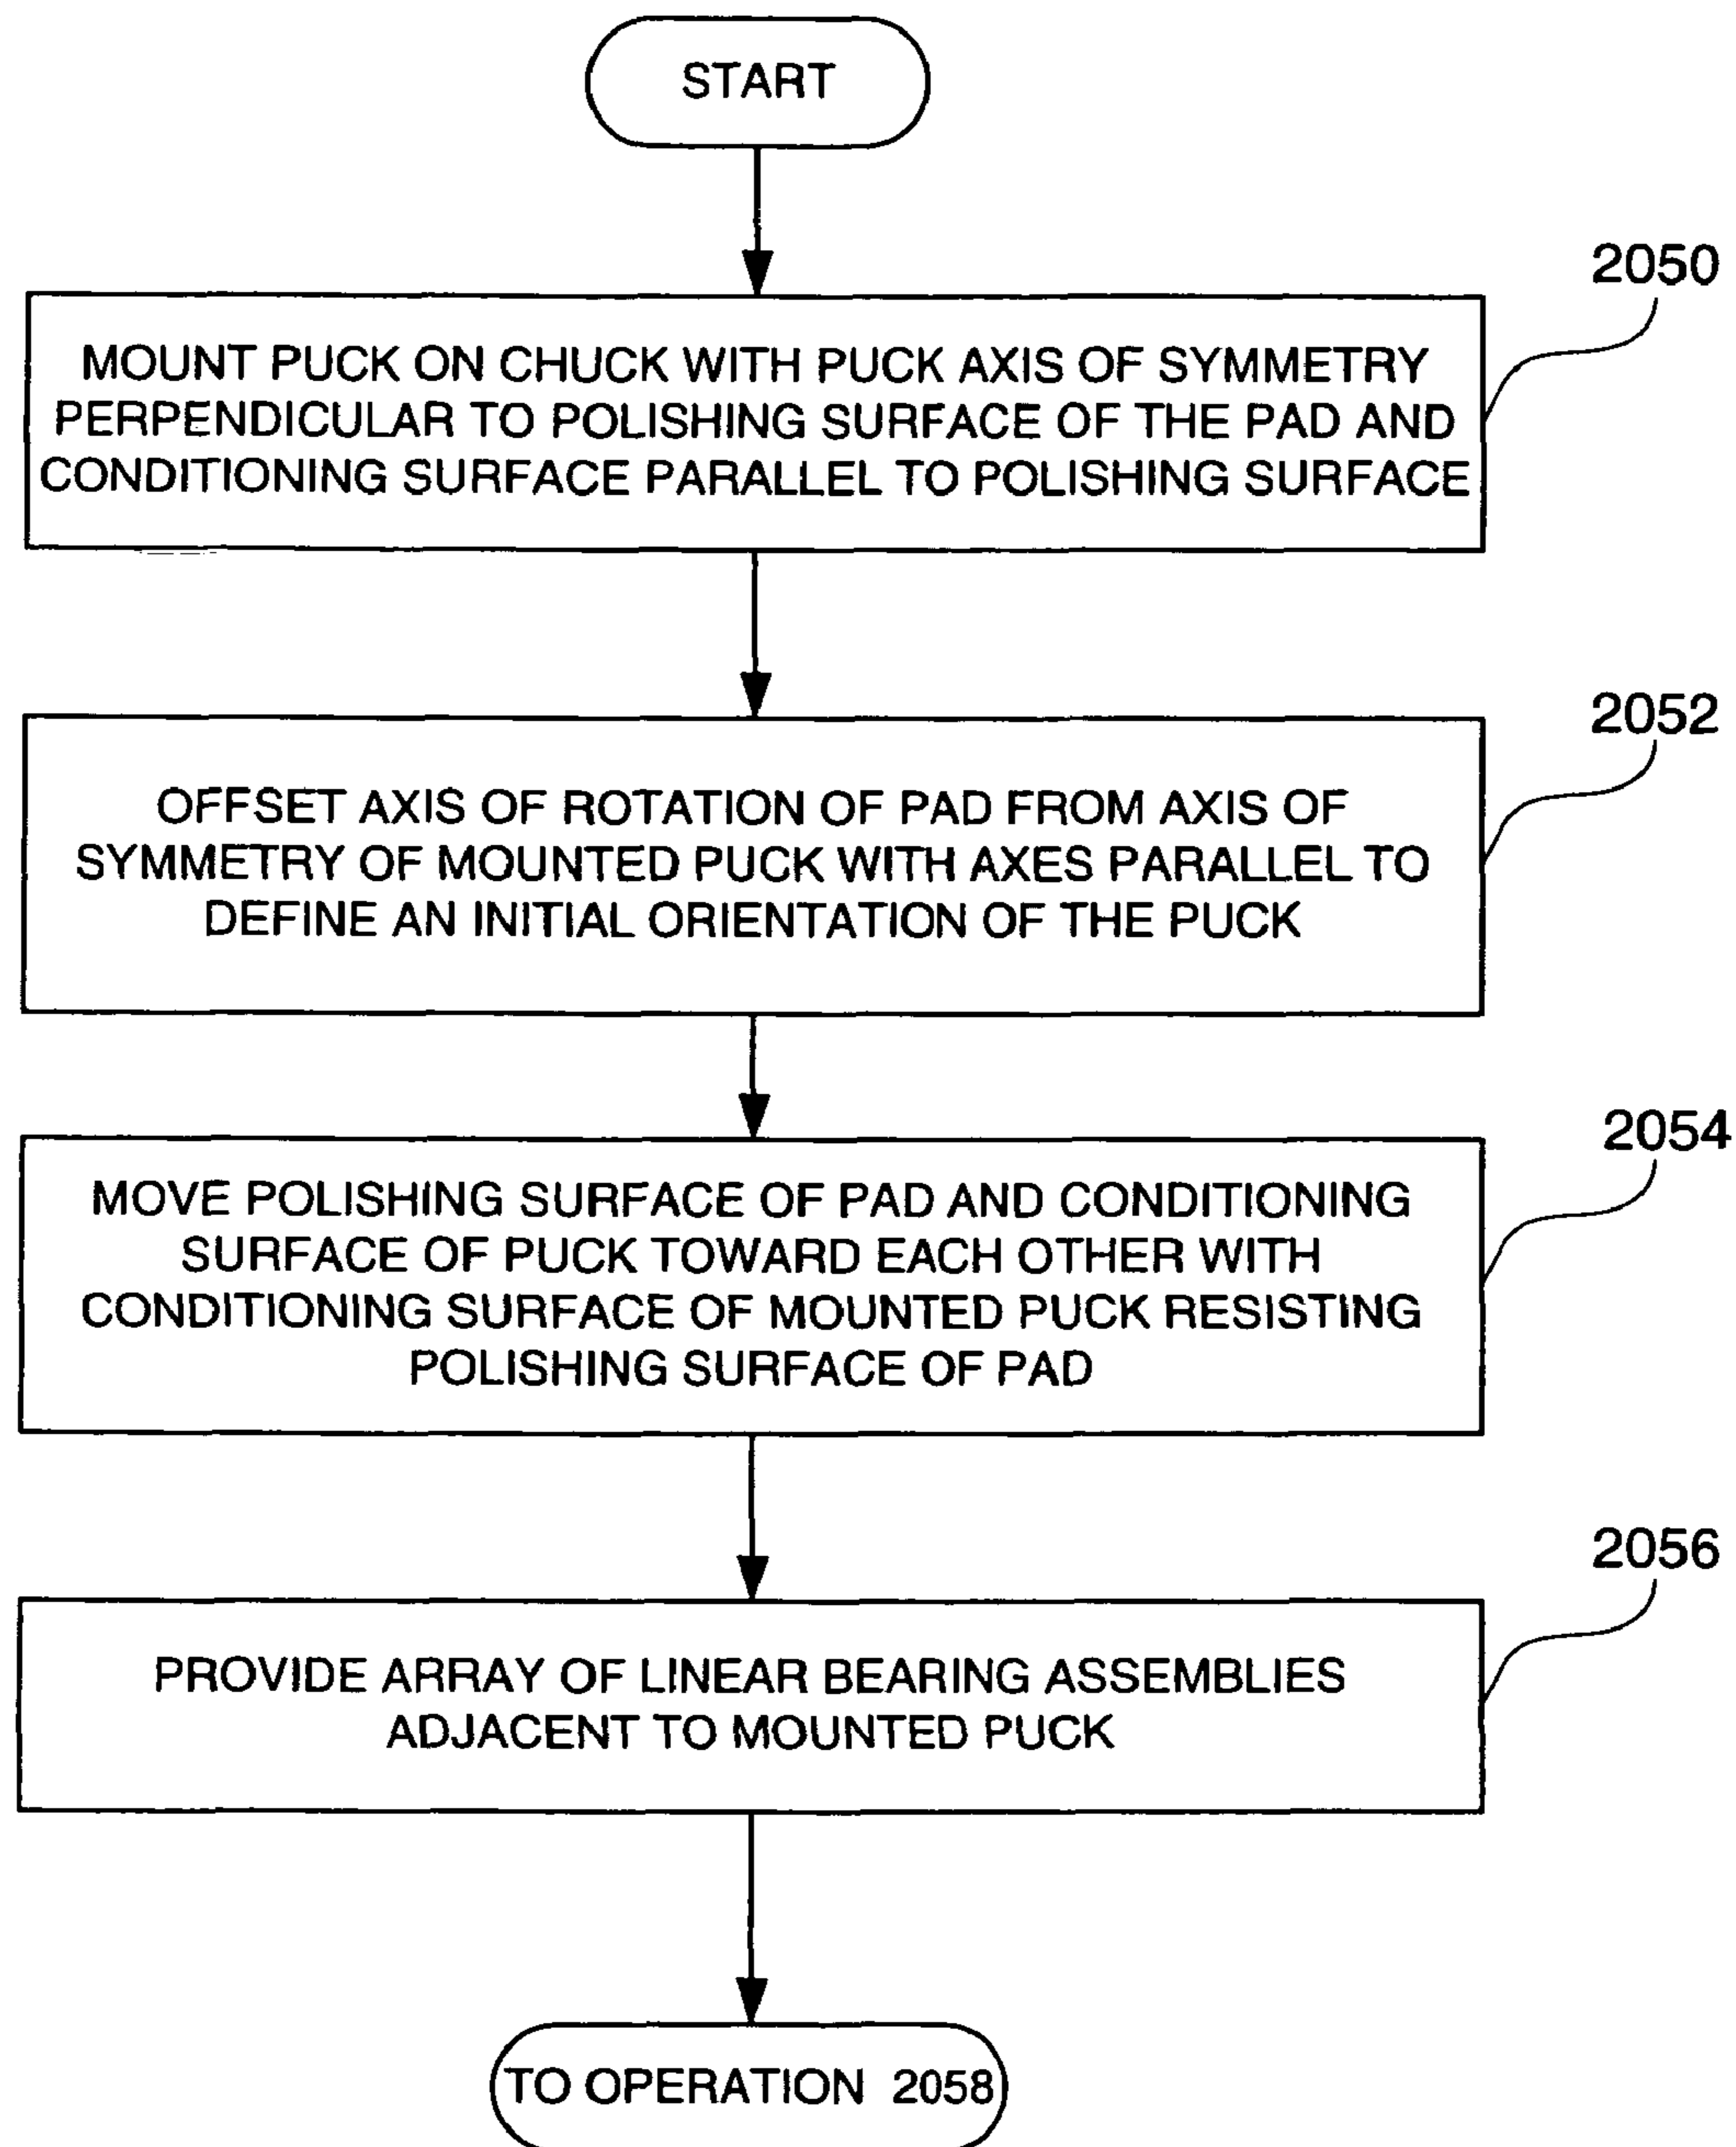 START
2050
MOUNT PUCK ON CHUCK WITH PUCK AXIS OF SYMMETRY
PERPENDICULAR TO POLISHING SURFACE OF THE PAD AND
CONDITIONING SURFACE PARALLEL TO POLISHING SURFACE
2052
OFFSET AXIS OF ROTATION OF PAD FROM AXIS OF
SYMMETRY OF MOUNTED PUCK WITH AXES PARALLEL TO
DEFINE AN INITIAL ORIENTATION OF THE PUCK
2054
MOVE POLISHING SURFACE OF PAD AND CONDITIONING
SURFACE OF PUCK TOWARD EACH OTHER WITH
CONDITIONING SURFACE OF MOUNTED PUCK RESISTING
POLISHING SURFACE OF PAD
2056
PROVIDE ARRAY OF LINEAR BEARING ASSEMBLIES
ADJACENT TO MOUNTED PUCK
TO OPERATION 2058